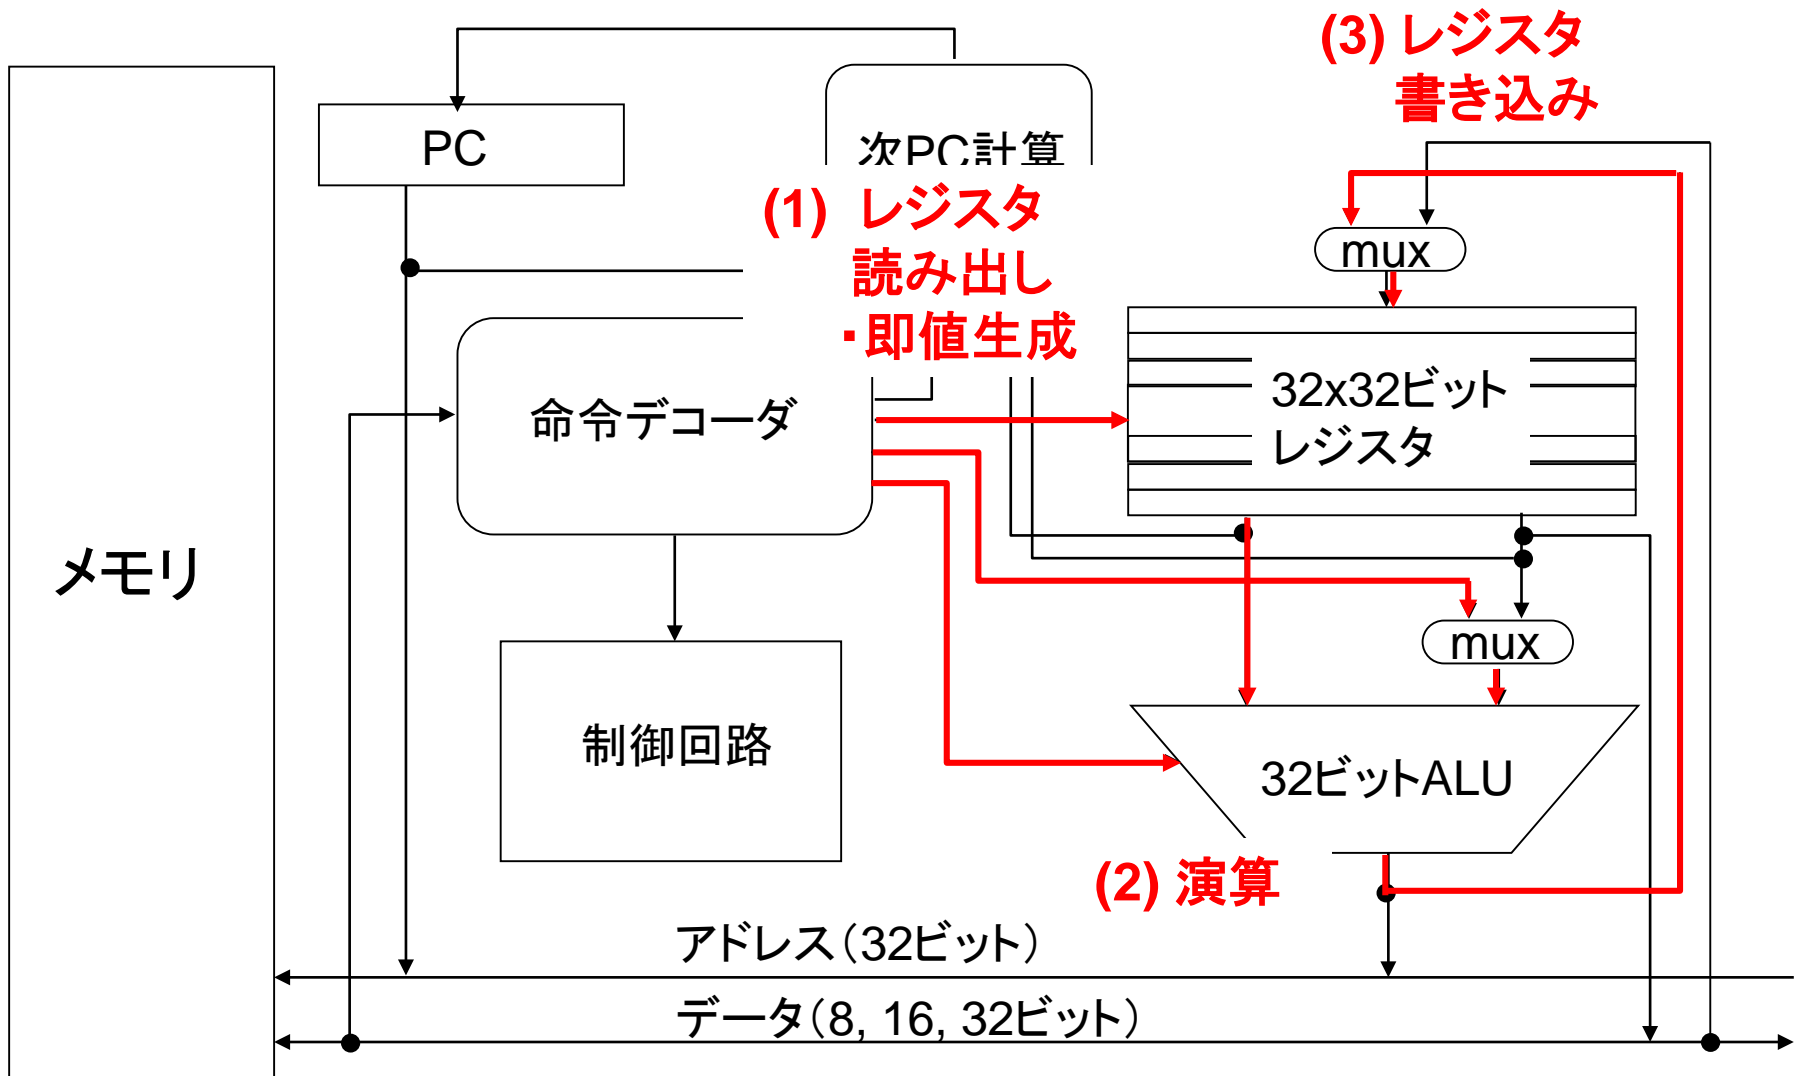 (3) レジスタ
書き込み
PC
次PC計算
(1) レジスタ
読み出し
・即値生成
mux
32x32ビット
レジスタ
命令デコーダ
メモリ
mux
制御回路
32ビットALU
(2) 演算
アドレス（32ビット）
データ（8, 16, 32ビット）